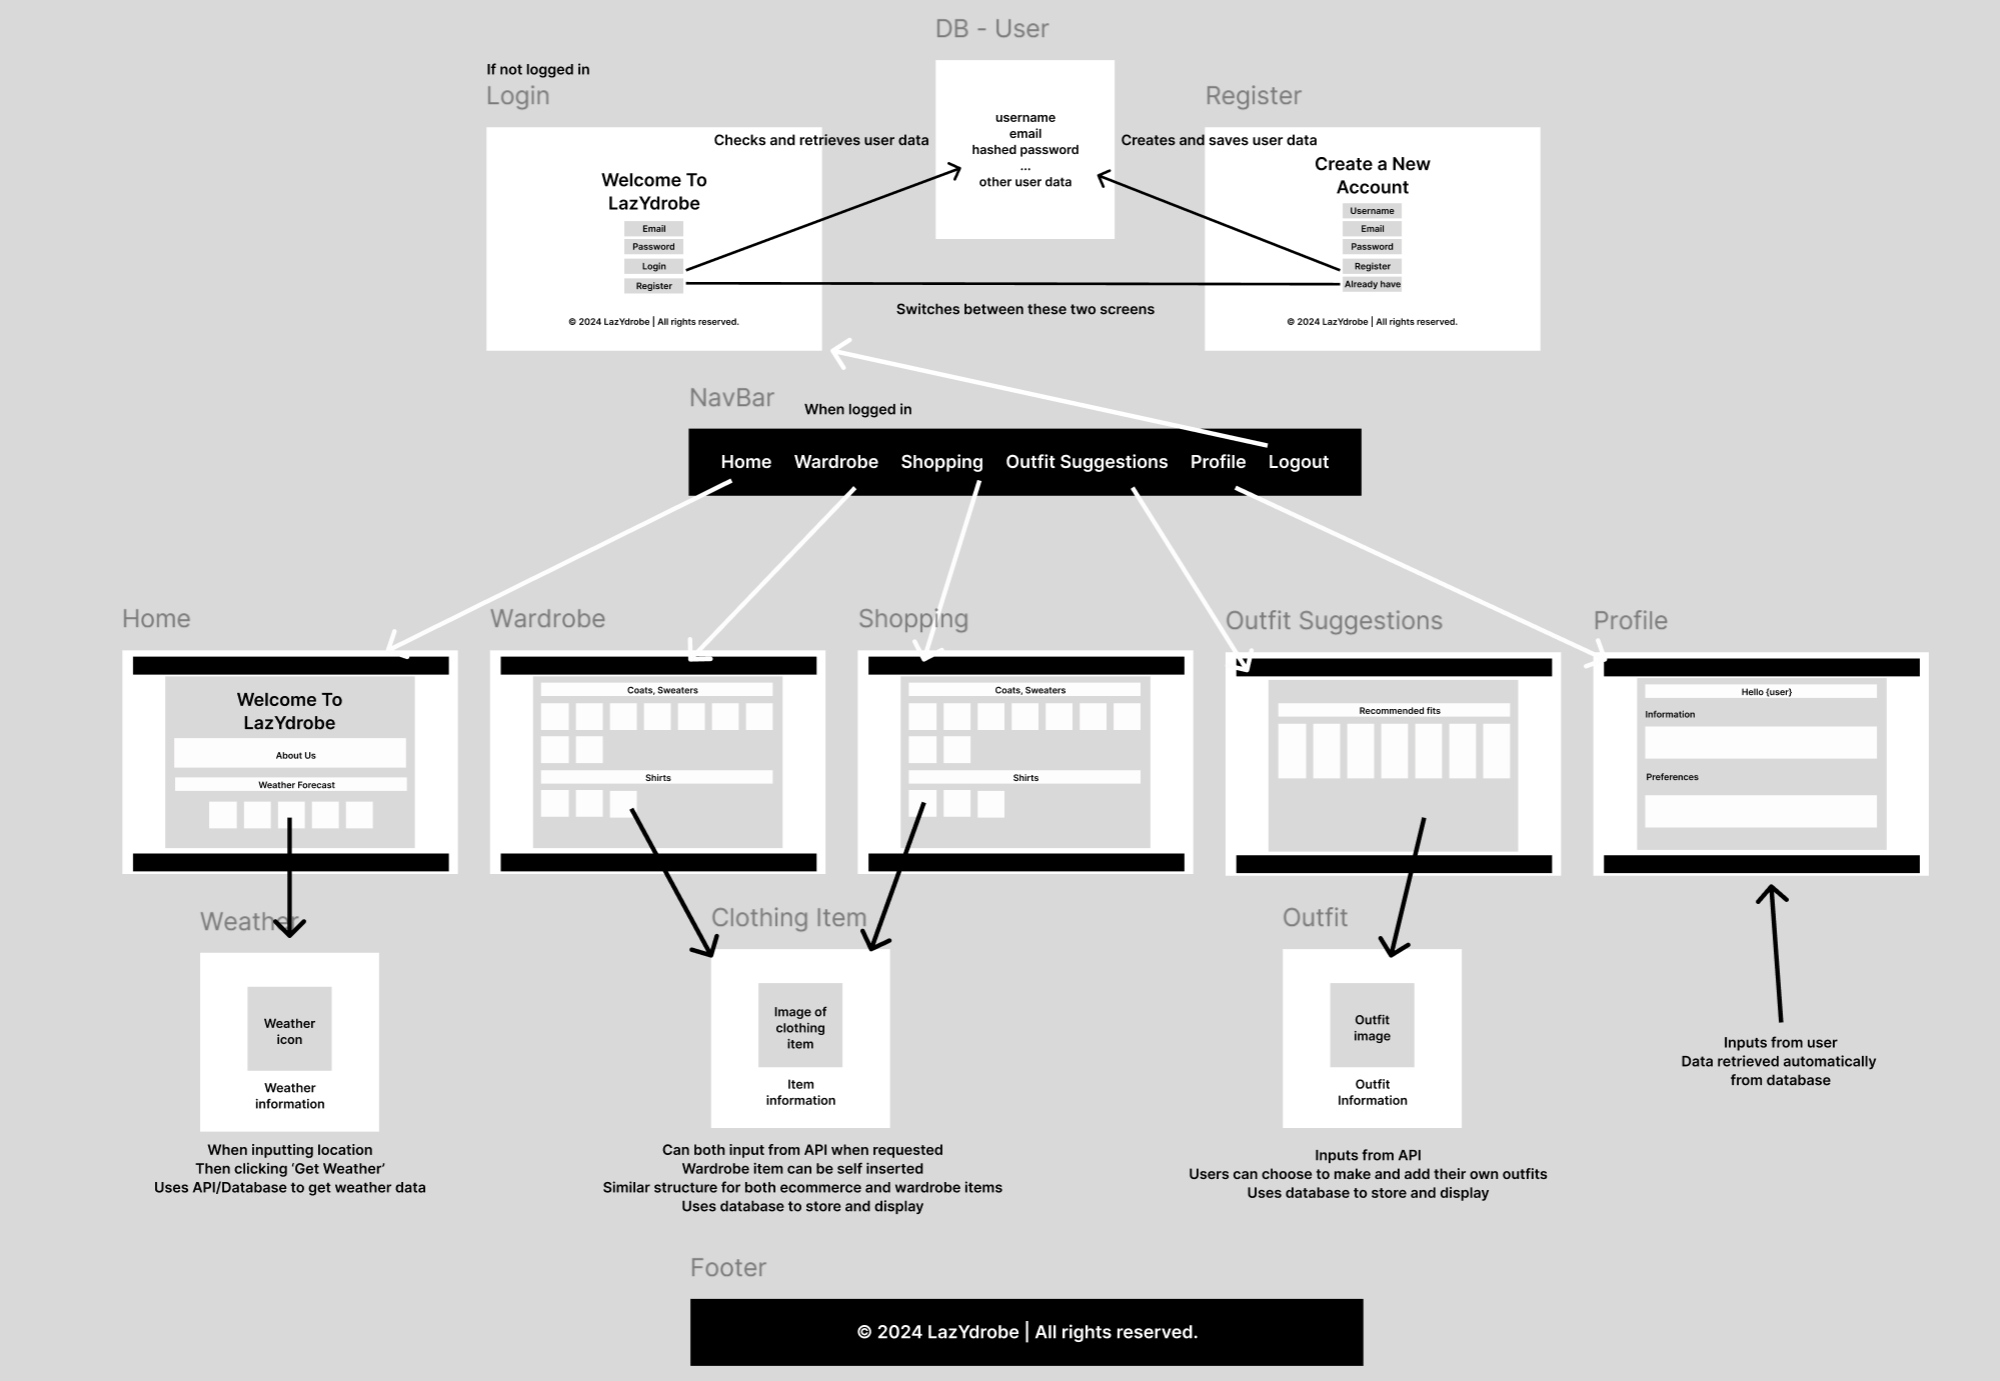 DB - User
If not logged in
Login
Register
username
email
hashed password
...
other user data
Checks and retrieves user data
Creates and saves user data
Welcome To
LazYdrobe
Email
Password
Login
Register
© 2024 LazYdrobe | All rights reserved.
Create a New
Account
Username
Email
Password
Register
Already have
© 2024 LazYdrobe | All rights reserved.
Switches between these two screens
NavBar
When logged in
Home Wardrobe Shopping Outfit Suggestions Profile Logout
Home
Wardrobe
Shopping
Outfit Suggestions
Profile
Welcome To
LazYdrobe
About Us
Weather Forecast
Coats, Sweaters
Shirts
Coats, Sweaters
Shirts
Recommended fits
Hello {user}
Information
Preferences
Weather
Weather
icon
Weather
information
When inputting location
Then clicking ‘Get Weather’
Uses API/Database to get weather data
Clothing Item
Image of
clothing
item
Item
information
Can both input from API when requested
Wardrobe item can be self inserted
Similar structure for both ecommerce and wardrobe items
Uses database to store and display
Outfit
Outfit
image
Outfit
Information
Inputs from API
Users can choose to make and add their own outfits
Uses database to store and display
Inputs from user
Data retrieved automatically
from database
Footer
© 2024 LazYdrobe | All rights reserved.